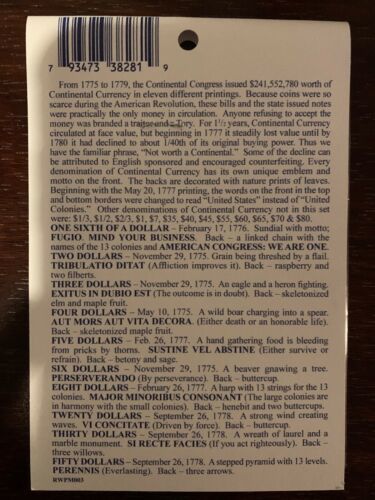 7 93473 38281 9
From 1775 to 1779, the Continental Congress issued $241,552,780 worth of
Continental Currency in eleven different printings. Because coins were so
scarce during the American Revolution, these bills and the state issued notes
were practically the only money in circulation. Anyone refusing to accept the
money was branded a traitor and a Tory. For 1½ years, Continental Currency
circulated at face value, but beginning in 1777 it steadily lost value until by
1780 it had declined to about 1/40th of its original buying power. Thus we
have the familiar phrase, "Not worth a Continental." Some of the decline can
be attributed to English sponsored and encouraged counterfeiting. Every
denomination of Continental Currency has its own unique emblem and
motto on the front. The backs are decorated with nature prints of leaves.
Beginning with the May 20, 1777 printing, the words on the front in the top
and bottom borders were changed to read "United States" instead of "United
Colonies." Other denominations of Continental Currency not in this set
were: $1/3, $1/2, $2/3, $1, $7, $35, $40, $45, $55, $60, $65, $70 & $80.
ONE SIXTH OF A DOLLAR – February 17, 1776. Sundial with motto;
FUGIO. MIND YOUR BUSINESS. Back – a linked chain with the
names of the 13 colonies and AMERICAN CONGRESS: WE ARE ONE.
TWO DOLLARS – November 29, 1775. Grain being threshed by a flail.
TRIBULATIO DITAT (Affliction improves it). Back – raspberry and
two filberts.
THREE DOLLARS – November 29, 1775. An eagle and a heron fighting.
EXITUS IN DUBIO EST (The outcome is in doubt). Back – skeletonized
elm and maple fruit.
FOUR DOLLARS – May 10, 1775. A wild boar charging into a spear.
AUT MORS AUT VITA DECORA. (Either death or an honorable life).
Back – skeletonized maple fruit.
FIVE DOLLARS – Feb. 26, 1777. A hand gathering food is bleeding
from pricks by thorns. SUSTINE VEL ABSTINE (Either survive or
refrain). Back – betony and sage.
SIX DOLLARS – November 29, 1775. A beaver gnawing a tree.
PERSERVERANDO (By perseverance). Back – buttercup.
EIGHT DOLLARS – February 26, 1777. A harp with 13 strings for the 13
colonies. MAJOR MINORIBUS CONSONANT (The large colonies are
in harmony with the small colonies). Back – henebit and two buttercups.
TWENTY DOLLARS – September 26, 1778. A strong wind creating
waves. VI CONCITATE (Driven by force). Back – buttercup.
THIRTY DOLLARS – September 26, 1778. A wreath of laurel and a
marble monument. SI RECTE FACIES (If you act righteously). Back –
three willows.
FIFTY DOLLARS – September 26, 1778. A stepped pyramid with 13 levels.
PERENNIS (Everlasting). Back – three arrows.
RWPM003